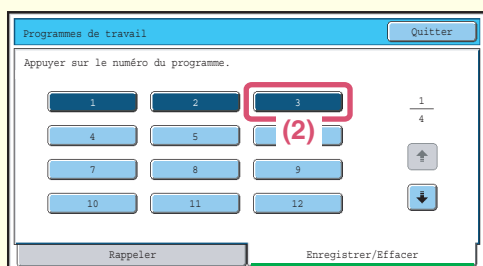 Programmes de travail Quitter
Appuyer sur le numéro du programme.
1 2 3 1
4 5 (2) 4
7 8 9
10 11 12
Rappeler Enregistrer/Effacer